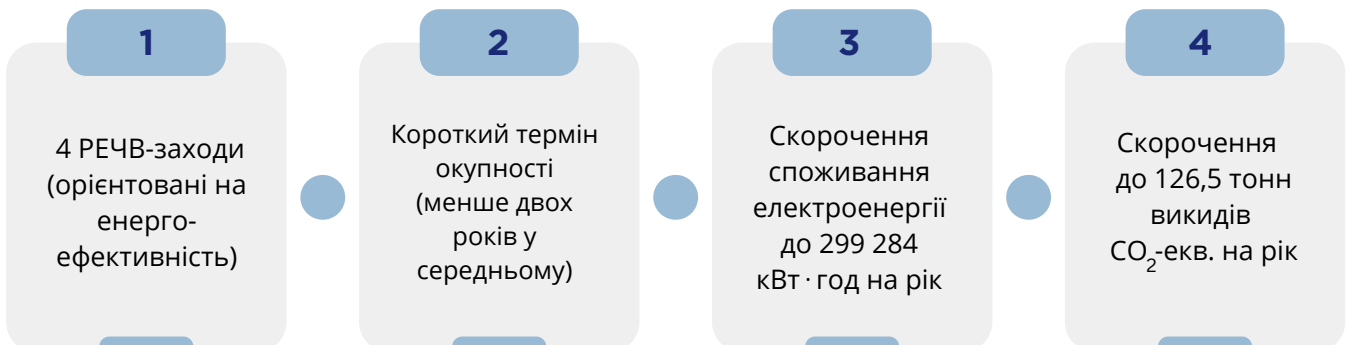 1
4 РЕЧВ-заходи
(орієнтовані на
енерго-
ефективність)
2
Короткий термін
окупності
(менше двох
років у
середньому)
3
Скорочення
споживання
електроенергії
до 299 284
кВт·год на рік
4
Скорочення
до 126,5 тонн
викидів
CO₂-екв. на рік